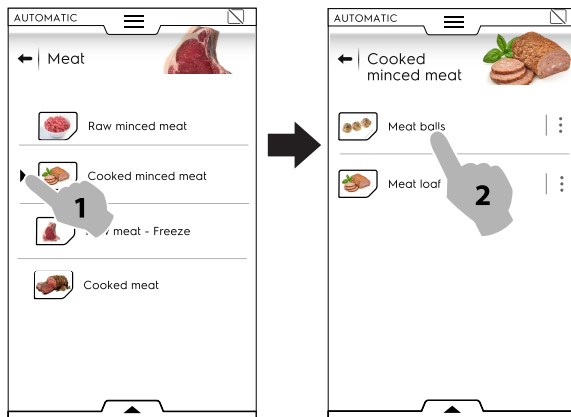 AUTOMATIC
Meat
Raw minced meat
Cooked minced meat
meat - Freeze
Cooked meat
1
AUTOMATIC
Cooked
minced meat
Meat balls
Meat loaf
2